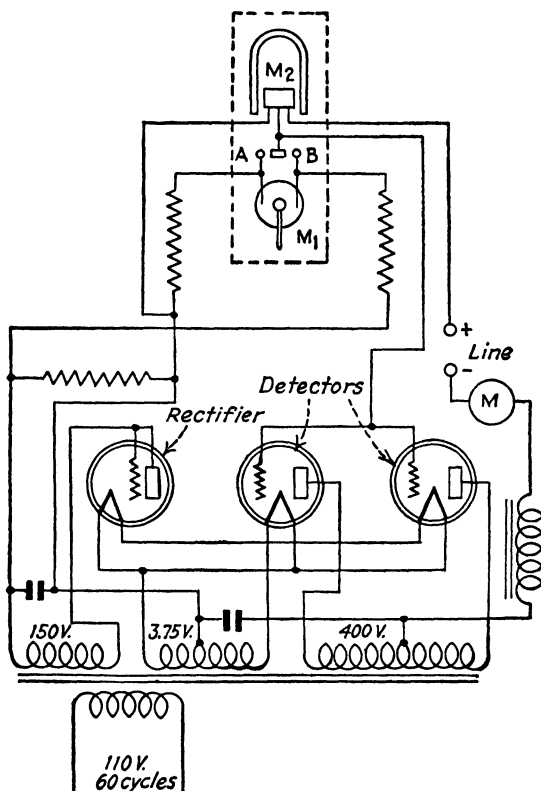 M2
A B
M1
+
Line
-
M
Detectors
Rectifier
150V.
3.75V.
400V.
110V.
60 cycles